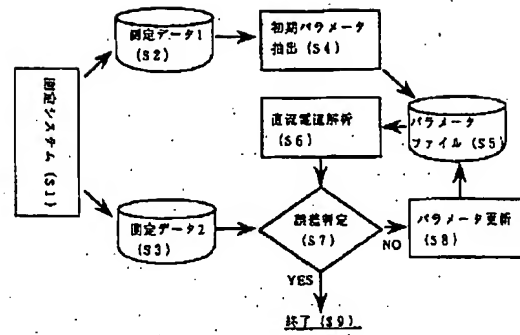 測定システム (S1)
測定データ1
(S2)
初期パラメータ
抽出 (S4)
直流電流解析
(S6)
パラメータ
ファイル (S5)
測定データ2
(S3)
誤差判定
(S7)
NO
パラメータ更新
(S8)
YES
終了 (S9)